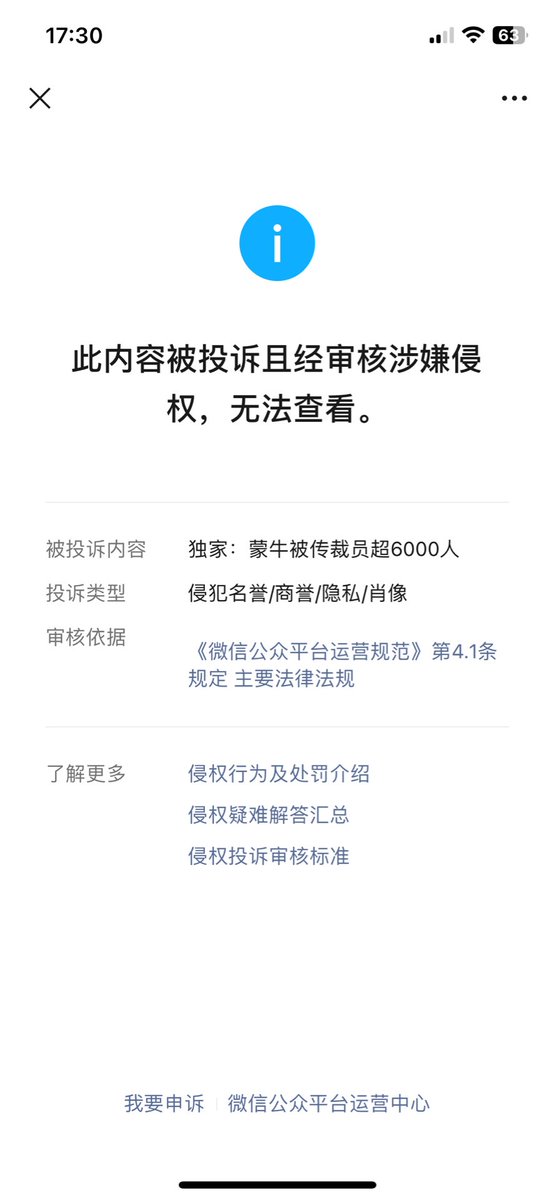 17:30
63
此内容被投诉且经审核涉嫌侵
权，无法查看。
被投诉内容 独家：蒙牛被传裁员超6000人
投诉类型 侵犯名誉/商誉/隐私/肖像
审核依据 《微信公众平台运营规范》第4.1条
规定 主要法律法规
了解更多 侵权行为及处罚介绍
侵权疑难解答汇总
侵权投诉审核标准
我要申诉 微信公众平台运营中心